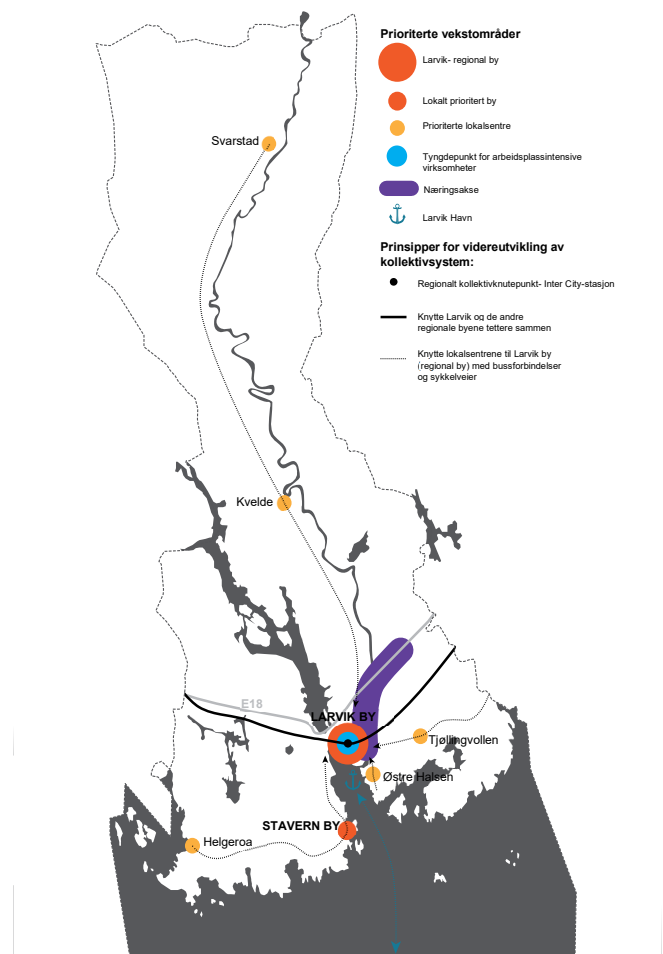 Prioriterte vekstområder
Larvik- regional by
Lokalt prioritert by
Prioriterte lokalsentre
Tyngdepunkt for arbeidsplassintensive
virksomheter
Næringsakse
Larvik Havn
Prinsipper for videreutvikling av
kollektivsystem:
Regionalt kollektivknutepunkt- Inter City-stasjon
Knytte Larvik og de andre
regionale byene tettere sammen
Knytte lokalsentrene til Larvik by
(regional by) med bussforbindelser
og sykkelveier
Svarstad
Kvelde
E18
LARVIK BY
Tjøllingvollen
Østre Halsen
STAVERN BY
Helgeroa